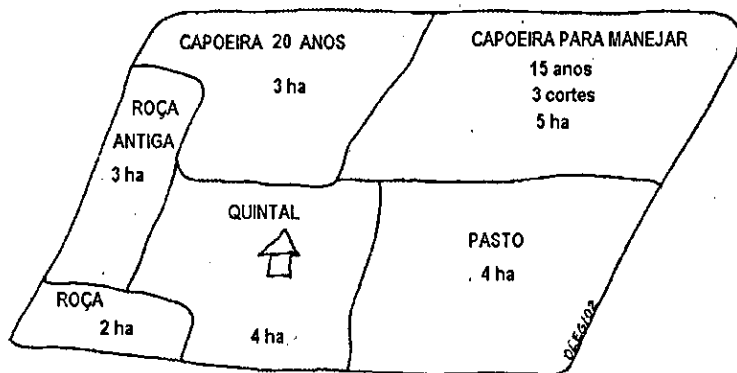 CAPOEIRA 20 ANOS
3 ha
CAPOEIRA PARA MANEJAR
15 anos
3 cortes
5 ha
ROÇA
ANTIGA
3 ha
QUINTAL
4 ha
PASTO
4 ha
ROÇA
2 ha